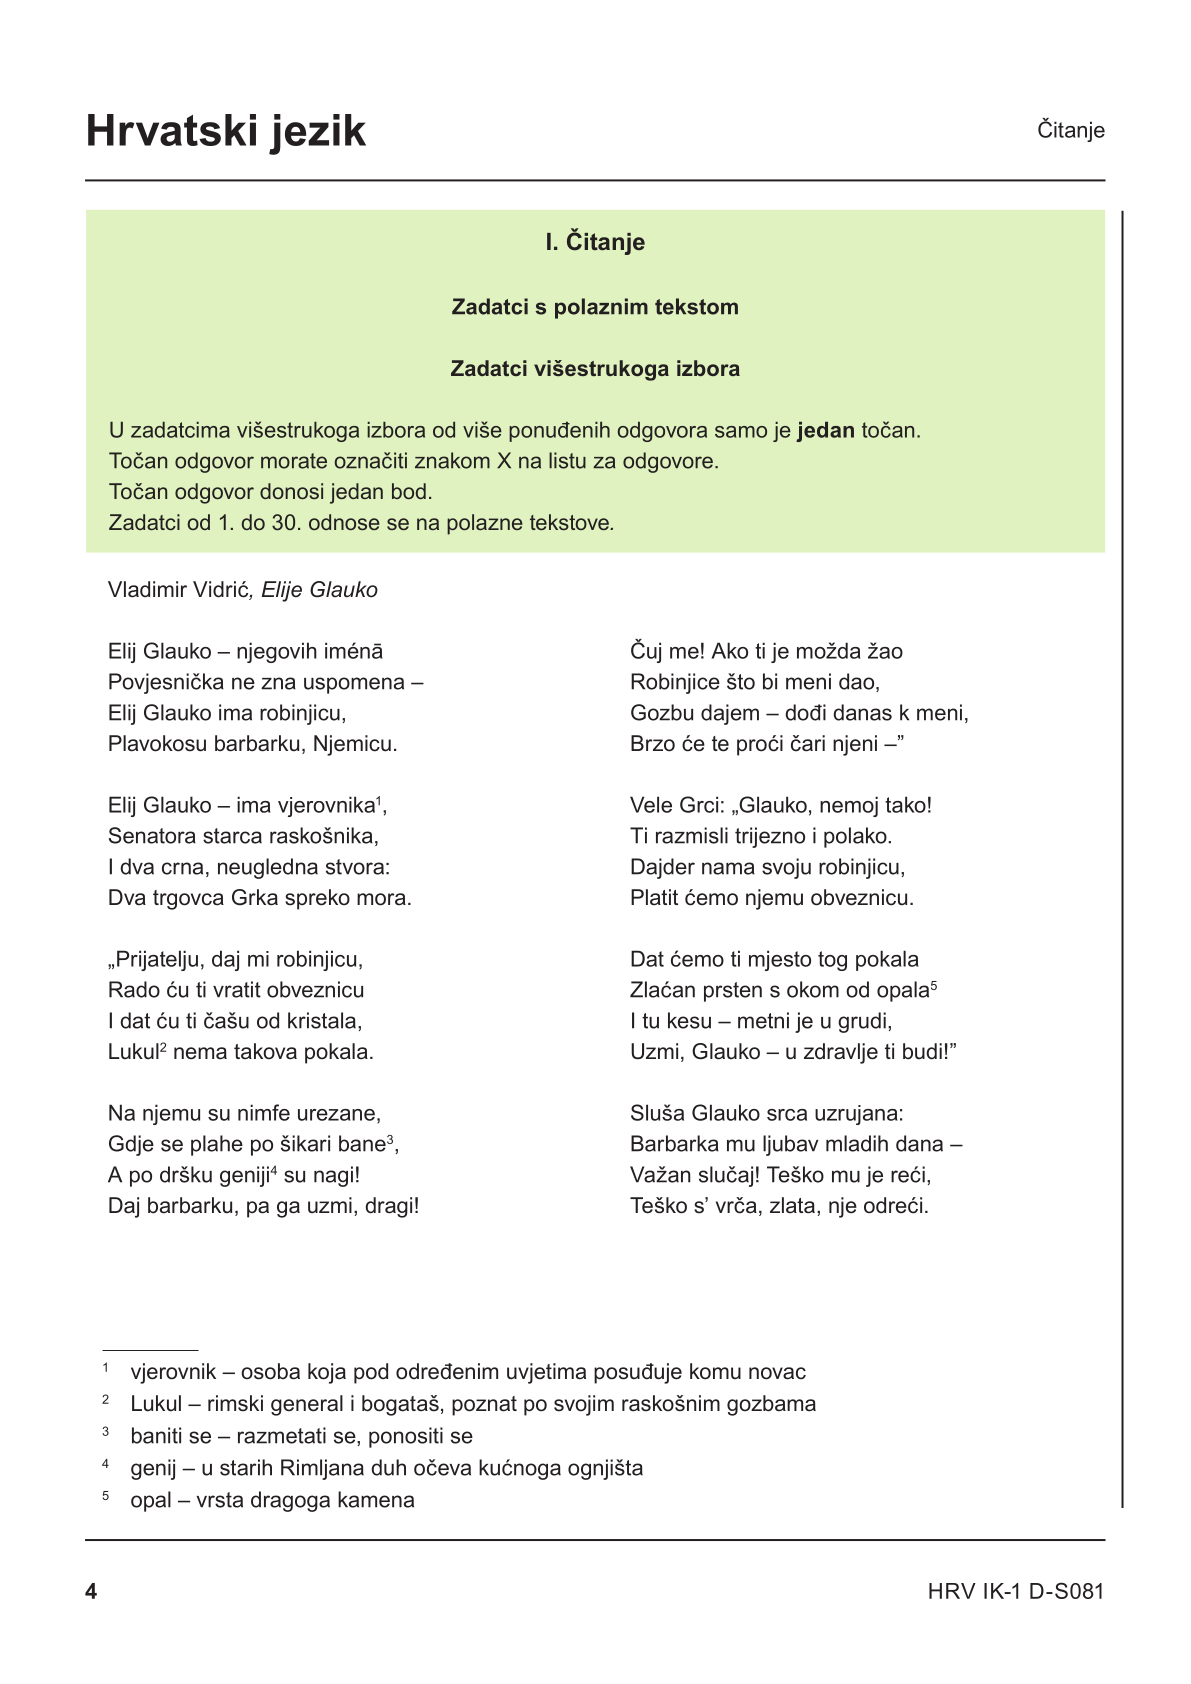 Hrvatski jezik
Čitanje
I. Čitanje
Zadatci s polaznim tekstom
Zadatci višestrukoga izbora
U zadatcima višestrukoga izbora od više ponuđenih odgovora samo je jedan točan.
Točan odgovor morate označiti znakom X na listu za odgovore.
Točan odgovor donosi jedan bod.
Zadatci od 1. do 30. odnose se na polazne tekstove.
Vladimir Vidrić, Elije Glauko
Elij Glauko – njegovih iménā
Povjesnička ne zna uspomena –
Elij Glauko ima robinjicu,
Plavokosu barbarku, Njemicu.
Elij Glauko – ima vjerovnika¹,
Senatora starca raskošnika,
I dva crna, neugledna stvora:
Dva trgovca Grka spreko mora.
„Prijatelju, daj mi robinjicu,
Rado ću ti vratit obveznicu
I dat ću ti čašu od kristala,
Lukul² nema takova pokala.
Na njemu su nimfe urezane,
Gdje se plahe po šikari bane³,
A po dršku geniji⁴ su nagi!
Daj barbarku, pa ga uzmi, dragi!
Čuj me! Ako ti je možda žao
Robinjice što bi meni dao,
Gozbu dajem – dođi danas k meni,
Brzo će te proći čari njeni –”
Vele Grci: „Glauko, nemoj tako!
Ti razmisli trijezno i polako.
Dajder nama svoju robinjicu,
Platit ćemo njemu obveznicu.
Dat ćemo ti mjesto tog pokala
Zlaćan prsten s okom od opala⁵
I tu kesu – metni je u grudi,
Uzmi, Glauko – u zdravlje ti budi!”
Sluša Glauko srca uzrujana:
Barbarka mu ljubav mladih dana –
Važan slučaj! Teško mu je reći,
Teško s’ vrča, zlata, nje odreći.
¹ vjerovnik – osoba koja pod određenim uvjetima posuđuje komu novac
² Lukul – rimski general i bogataš, poznat po svojim raskošnim gozbama
³ baniti se – razmetati se, ponositi se
⁴ genij – u starih Rimljana duh očeva kućnoga ognjišta
⁵ opal – vrsta dragoga kamena
4
HRV IK-1 D-S081